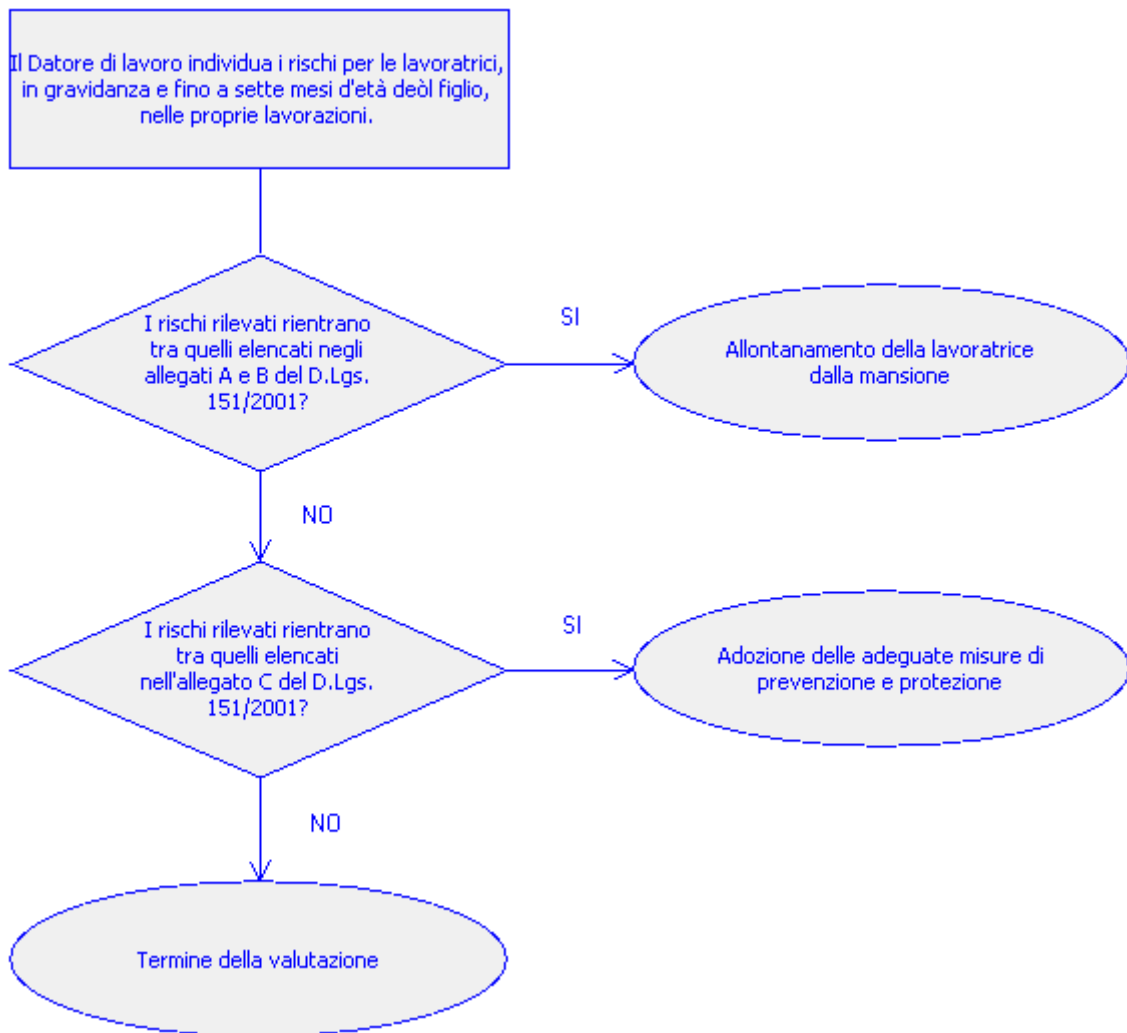 Il Datore di lavoro individua i rischi per le lavoratrici,
in gravidanza e fino a sette mesi d'età deòl figlio,
nelle proprie lavorazioni.
I rischi rilevati rientrano
tra quelli elencati negli
allegati A e B del D.Lgs.
151/2001?
SI
Allontanamento della lavoratrice
dalla mansione
NO
I rischi rilevati rientrano
tra quelli elencati
nell'allegato C del D.Lgs.
151/2001?
SI
Adozione delle adeguate misure di
prevenzione e protezione
NO
Termine della valutazione